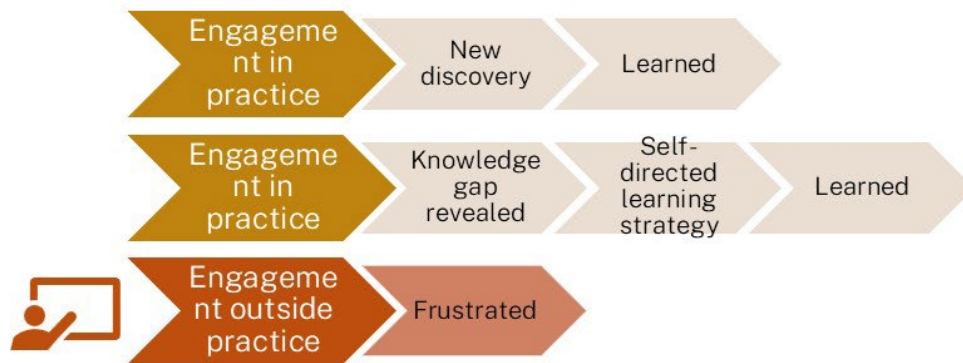 Engageme
nt in
practice
New
discovery
Learned
Engageme
nt in
practice
Knowledge
gap
revealed
Self-
directed
learning
strategy
Learned
Engageme
nt outside
practice
Frustrated